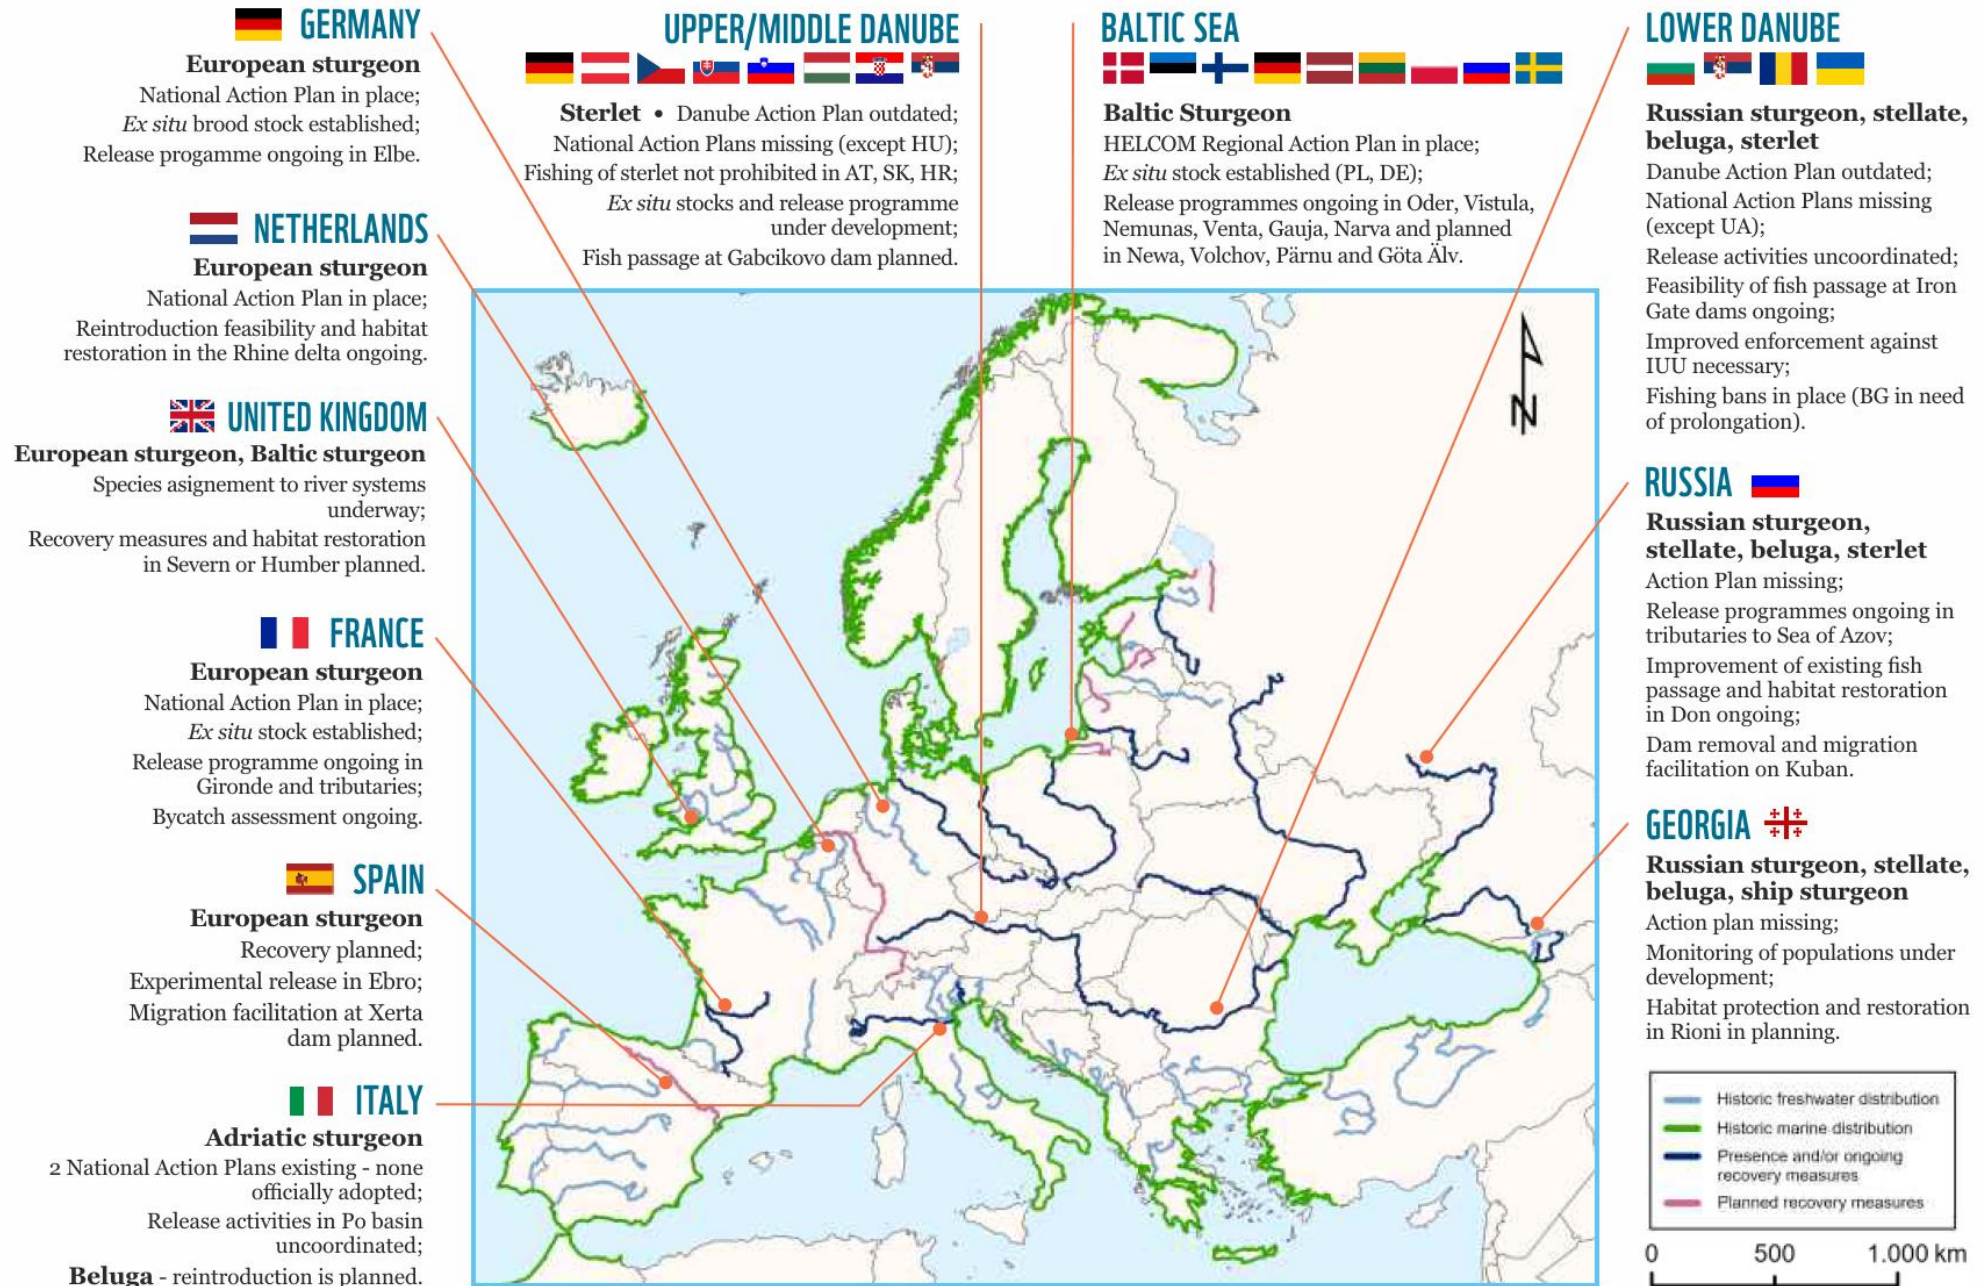 GERMANY
European sturgeon
National Action Plan in place;
Ex situ brood stock established;
Release progamme ongoing in Elbe.
NETHERLANDS
European sturgeon
National Action Plan in place;
Reintroduction feasibility and habitat
restoration in the Rhine delta ongoing.
UNITED KINGDOM
European sturgeon, Baltic sturgeon
Species asignement to river systems
underway;
Recovery measures and habitat restoration
in Severn or Humber planned.
FRANCE
European sturgeon
National Action Plan in place;
Ex situ stock established;
Release programme ongoing in
Gironde and tributaries;
Bycatch assessment ongoing.
SPAIN
European sturgeon
Recovery planned;
Experimental release in Ebro;
Migration facilitation at Xerta
dam planned.
ITALY
Adriatic sturgeon
2 National Action Plans existing - none
officially adopted;
Release activities in Po basin
uncoordinated;
Beluga - reintroduction is planned.
UPPER/MIDDLE DANUBE
Sterlet • Danube Action Plan outdated;
National Action Plans missing (except HU);
Fishing of sterlet not prohibited in AT, SK, HR;
Ex situ stocks and release programme
under development;
Fish passage at Gabcikovo dam planned.
BALTIC SEA
Baltic Sturgeon
HELCOM Regional Action Plan in place;
Ex situ stock established (PL, DE);
Release programmes ongoing in Oder, Vistula,
Nemunas, Venta, Gauja, Narva and planned
in Newa, Volchov, Pärnu and Göta Älv.
LOWER DANUBE
Russian sturgeon, stellate,
beluga, sterlet
Danube Action Plan outdated;
National Action Plans missing
(except UA);
Release activities uncoordinated;
Feasibility of fish passage at Iron
Gate dams ongoing;
Improved enforcement against
IUU necessary;
Fishing bans in place (BG in need
of prolongation).
RUSSIA
Russian sturgeon,
stellate, beluga, sterlet
Action Plan missing;
Release programmes ongoing in
tributaries to Sea of Azov;
Improvement of existing fish
passage and habitat restoration
in Don ongoing;
Dam removal and migration
facilitation on Kuban.
GEORGIA
Russian sturgeon, stellate,
beluga, ship sturgeon
Action plan missing;
Monitoring of populations under
development;
Habitat protection and restoration
in Rioni in planning.
N
Historic freshwater distribution
Historic marine distribution
Presence and/or ongoing
recovery measures
Planned recovery measures
0 500 1.000 km